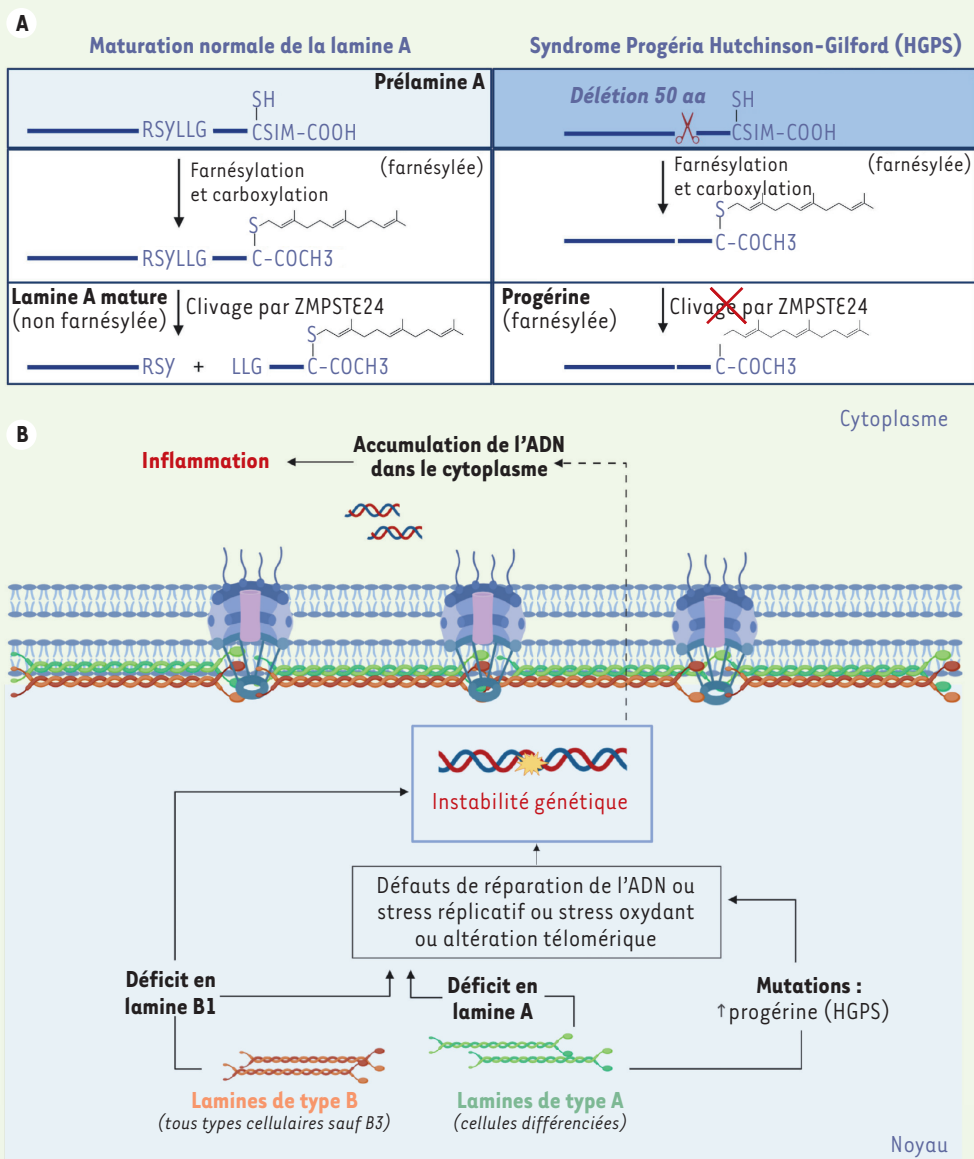 A
Maturation normale de la lamine A
Syndrome Progéria Hutchinson-Gilford (HGPS)
Prélamine A
SH
RSYLLG
CSIM-COOH
Délétion 50 aa
SH
CSIM-COOH
Farnésylation
et carboxylation
(farnésylée)
S
RSYLLG
C-COCH3
Farnésylation
et carboxylation
(farnésylée)
S
C-COCH3
Lamine A mature
(non farnésylée)
Clivage par ZMPSTE24
S
RSY + LLG
C-COCH3
Progérine
(farnésylée)
Clivage par ZMPSTE24
C-COCH3
B
Cytoplasme
Inflammation
Accumulation de l’ADN
dans le cytoplasme
Instabilité génétique
Défauts de réparation de l’ADN ou
stress réplicatif ou stress oxydant
ou altération télomérique
Déficit en
lamine B1
Déficit en
lamine A
Mutations :
↑progérine (HGPS)
Lamines de type B
(tous types cellulaires sauf B3)
Lamines de type A
(cellules différenciées)
Noyau